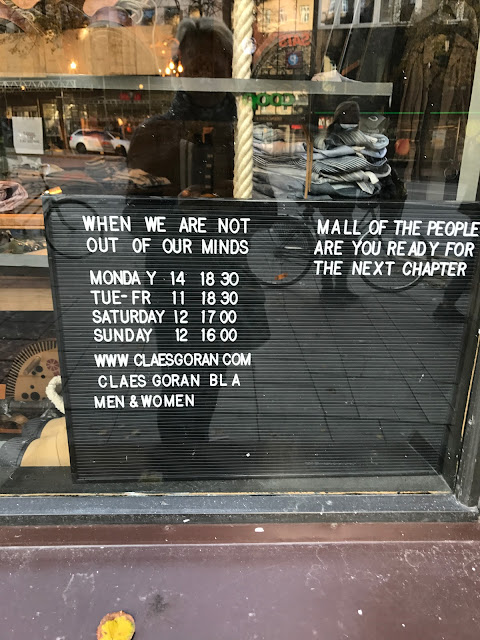 WHEN WE ARE NOT
OUT OF OUR MINDS
MONDAY 14 18 30
TUE-FR 11 18 30
SATURDAY 12 17 00
SUNDAY 12 16 00
WWW CLAESGORAN COM
CLAES GORAN BLA
MEN & WOMEN
MALL OF THE PEOPLE
ARE YOU READY FOR
THE NEXT CHAPTER